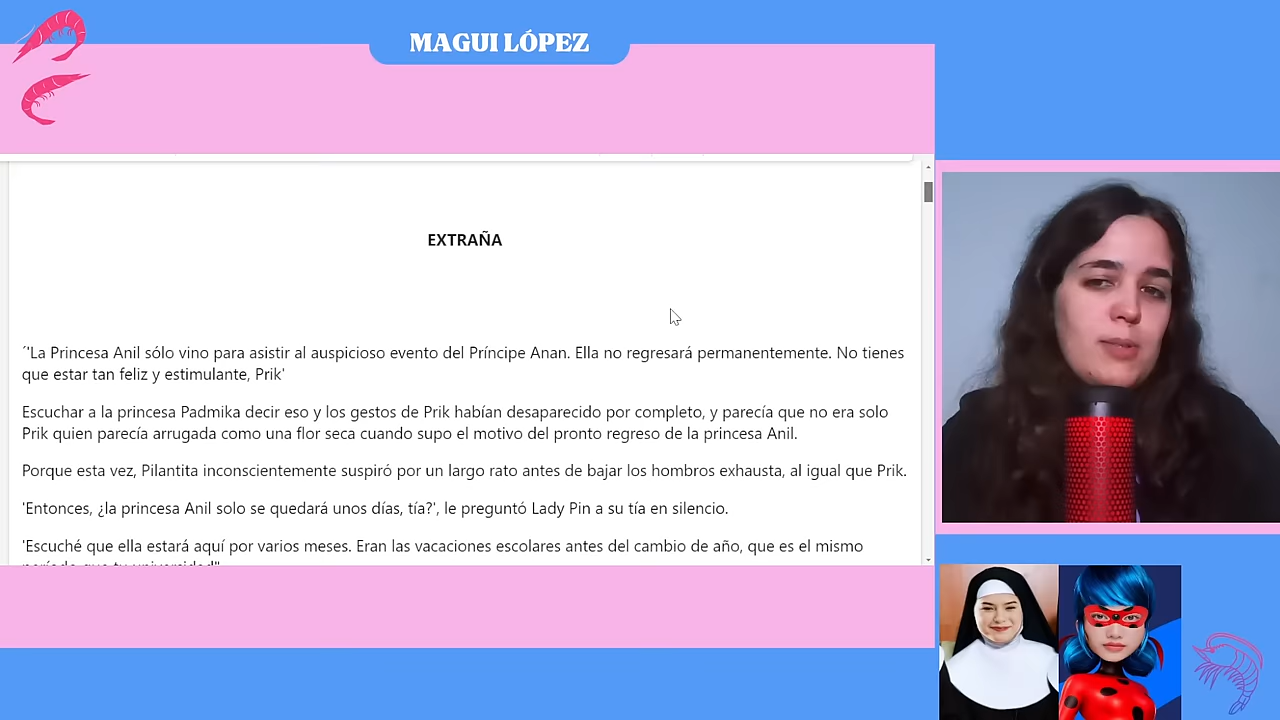 MAGUI LÓPEZ
EXTRAÑA
´'La Princesa Anil sólo vino para asistir al auspicioso evento del Príncipe Anan. Ella no regresará permanentemente. No tienes
que estar tan feliz y estimulante, Prik'
Escuchar a la princesa Padmika decir eso y los gestos de Prik habían desaparecido por completo, y parecía que no era solo
Prik quien parecía arrugada como una flor seca cuando supo el motivo del pronto regreso de la princesa Anil.
Porque esta vez, Pilantita inconscientemente suspiró por un largo rato antes de bajar los hombros exhausta, al igual que Prik.
'Entonces, ¿la princesa Anil solo se quedará unos días, tía?', le preguntó Lady Pin a su tía en silencio.
'Escuché que ella estará aquí por varios meses. Eran las vacaciones escolares antes del cambio de año, que es el mismo